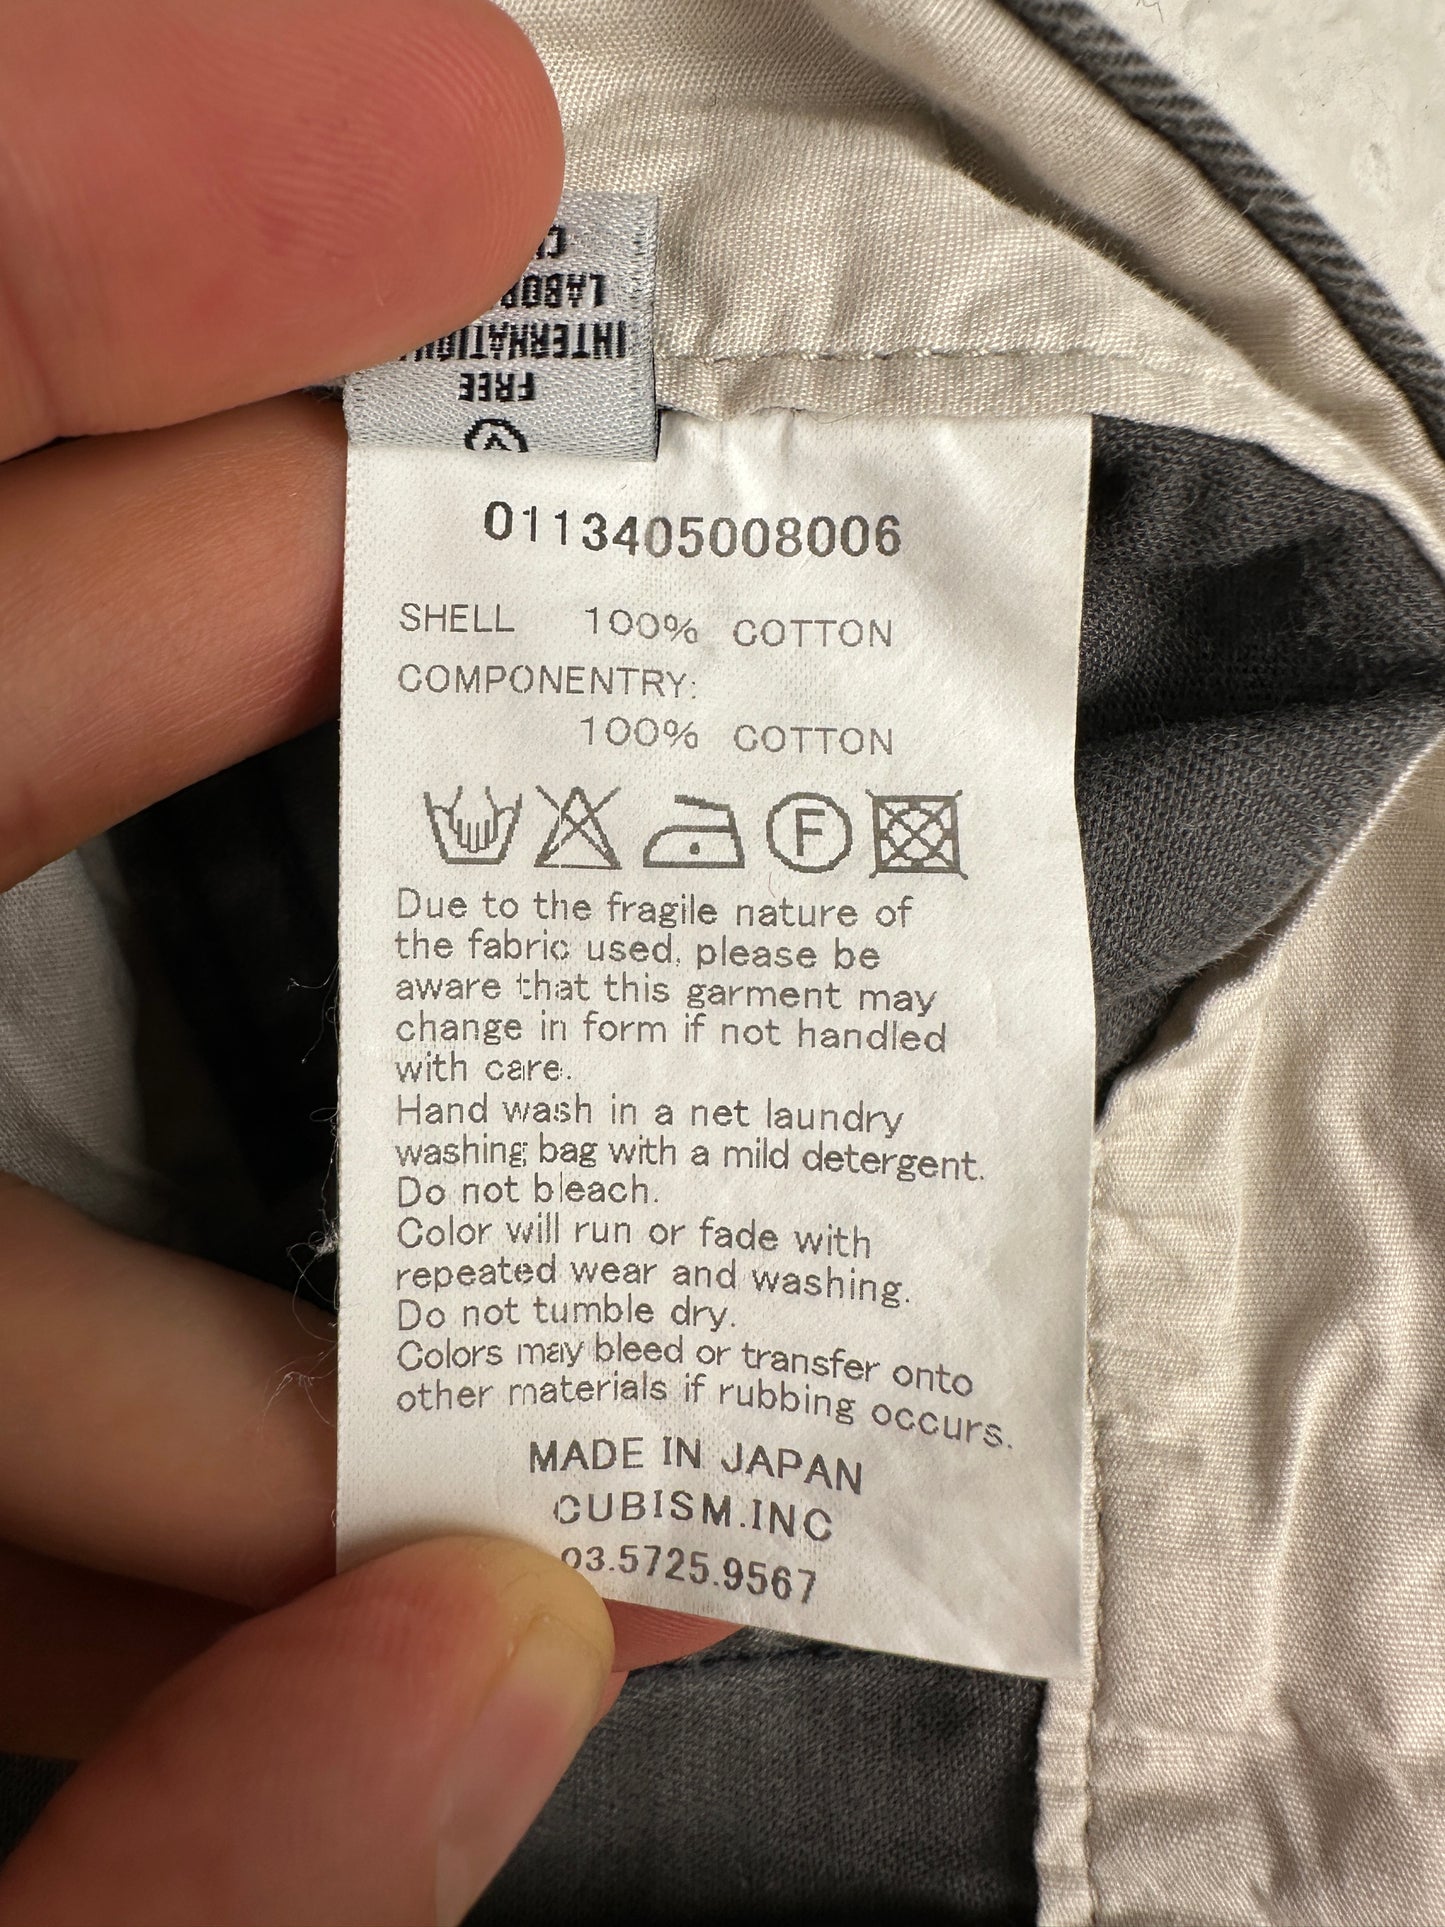 FREE
0113405008006
SHELL 100% COTTON
COMPONENTRY:
100% COTTON
F
Due to the fragile nature of
the fabric used, please be
aware that this garment may
change in form if not handled
with care.
Hand wash in a net laundry
washing bag with a mild detergent.
Do not bleach.
Color will run or fade with
repeated wear and washing.
Do not tumble dry.
Colors may bleed or transfer onto
other materials if rubbing occurs.
MADE IN JAPAN
CUBISM.INC
03.5725.9567